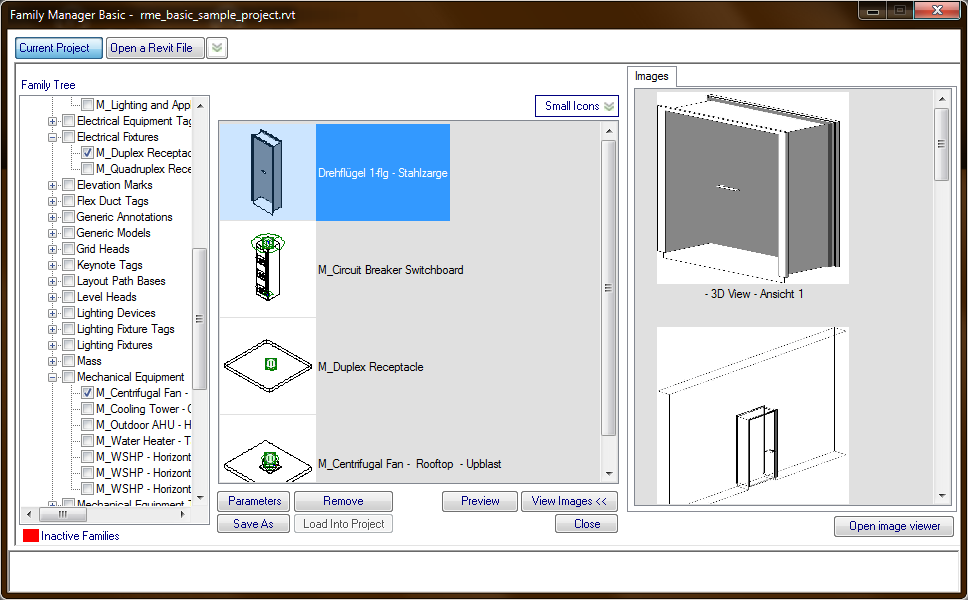 Family Manager Basic - rme_basic_sample_project.rvt
Current Project
Open a Revit File
Family Tree
M_Lighting and App
Electrical Equipment Tag
Electrical Fixtures
M_Duplex Receptac
M_Quadruplex Rece
Elevation Marks
Flex Duct Tags
Generic Annotations
Generic Models
Grid Heads
Keynote Tags
Layout Path Bases
Level Heads
Lighting Devices
Lighting Fixture Tags
Lighting Fixtures
Mass
Mechanical Equipment
M_Centrifugal Fan -
M_Cooling Tower - C
M_Outdoor AHU - H
M_Water Heater - T
M_WSHP - Horizont
M_WSHP - Horizont
M_WSHP - Horizont
Mechanical Equipment T
Inactive Families
Small Icons
Drehflügel 1-flg - Stahlzarge
M_Circuit Breaker Switchboard
M_Duplex Receptacle
M_Centrifugal Fan - Rooftop - Upblast
Parameters
Remove
Preview
View Images <<
Save As
Load Into Project
Close
Images
- 3D View - Ansicht 1
Open image viewer